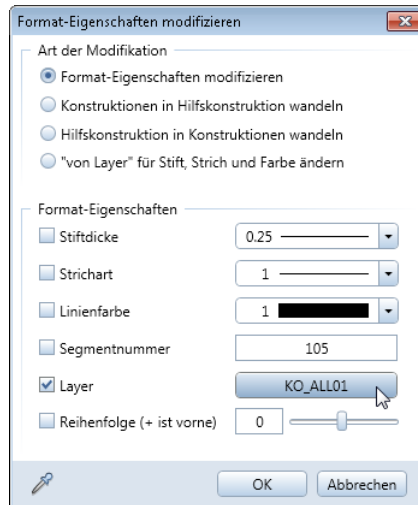 Format-Eigenschaften modifizieren
Art der Modifikation
Format-Eigenschaften modifizieren
Konstruktionen in Hilfskonstruktion wandeln
Hilfskonstruktion in Konstruktionen wandeln
"von Layer" für Stift, Strich und Farbe ändern
Format-Eigenschaften
Stiftdicke 0.25
Strichart 1
Linienfarbe 1
Segmentnummer 105
Layer KO_ALL01
Reihenfolge (+ ist vorne) 0
OK Abbrechen